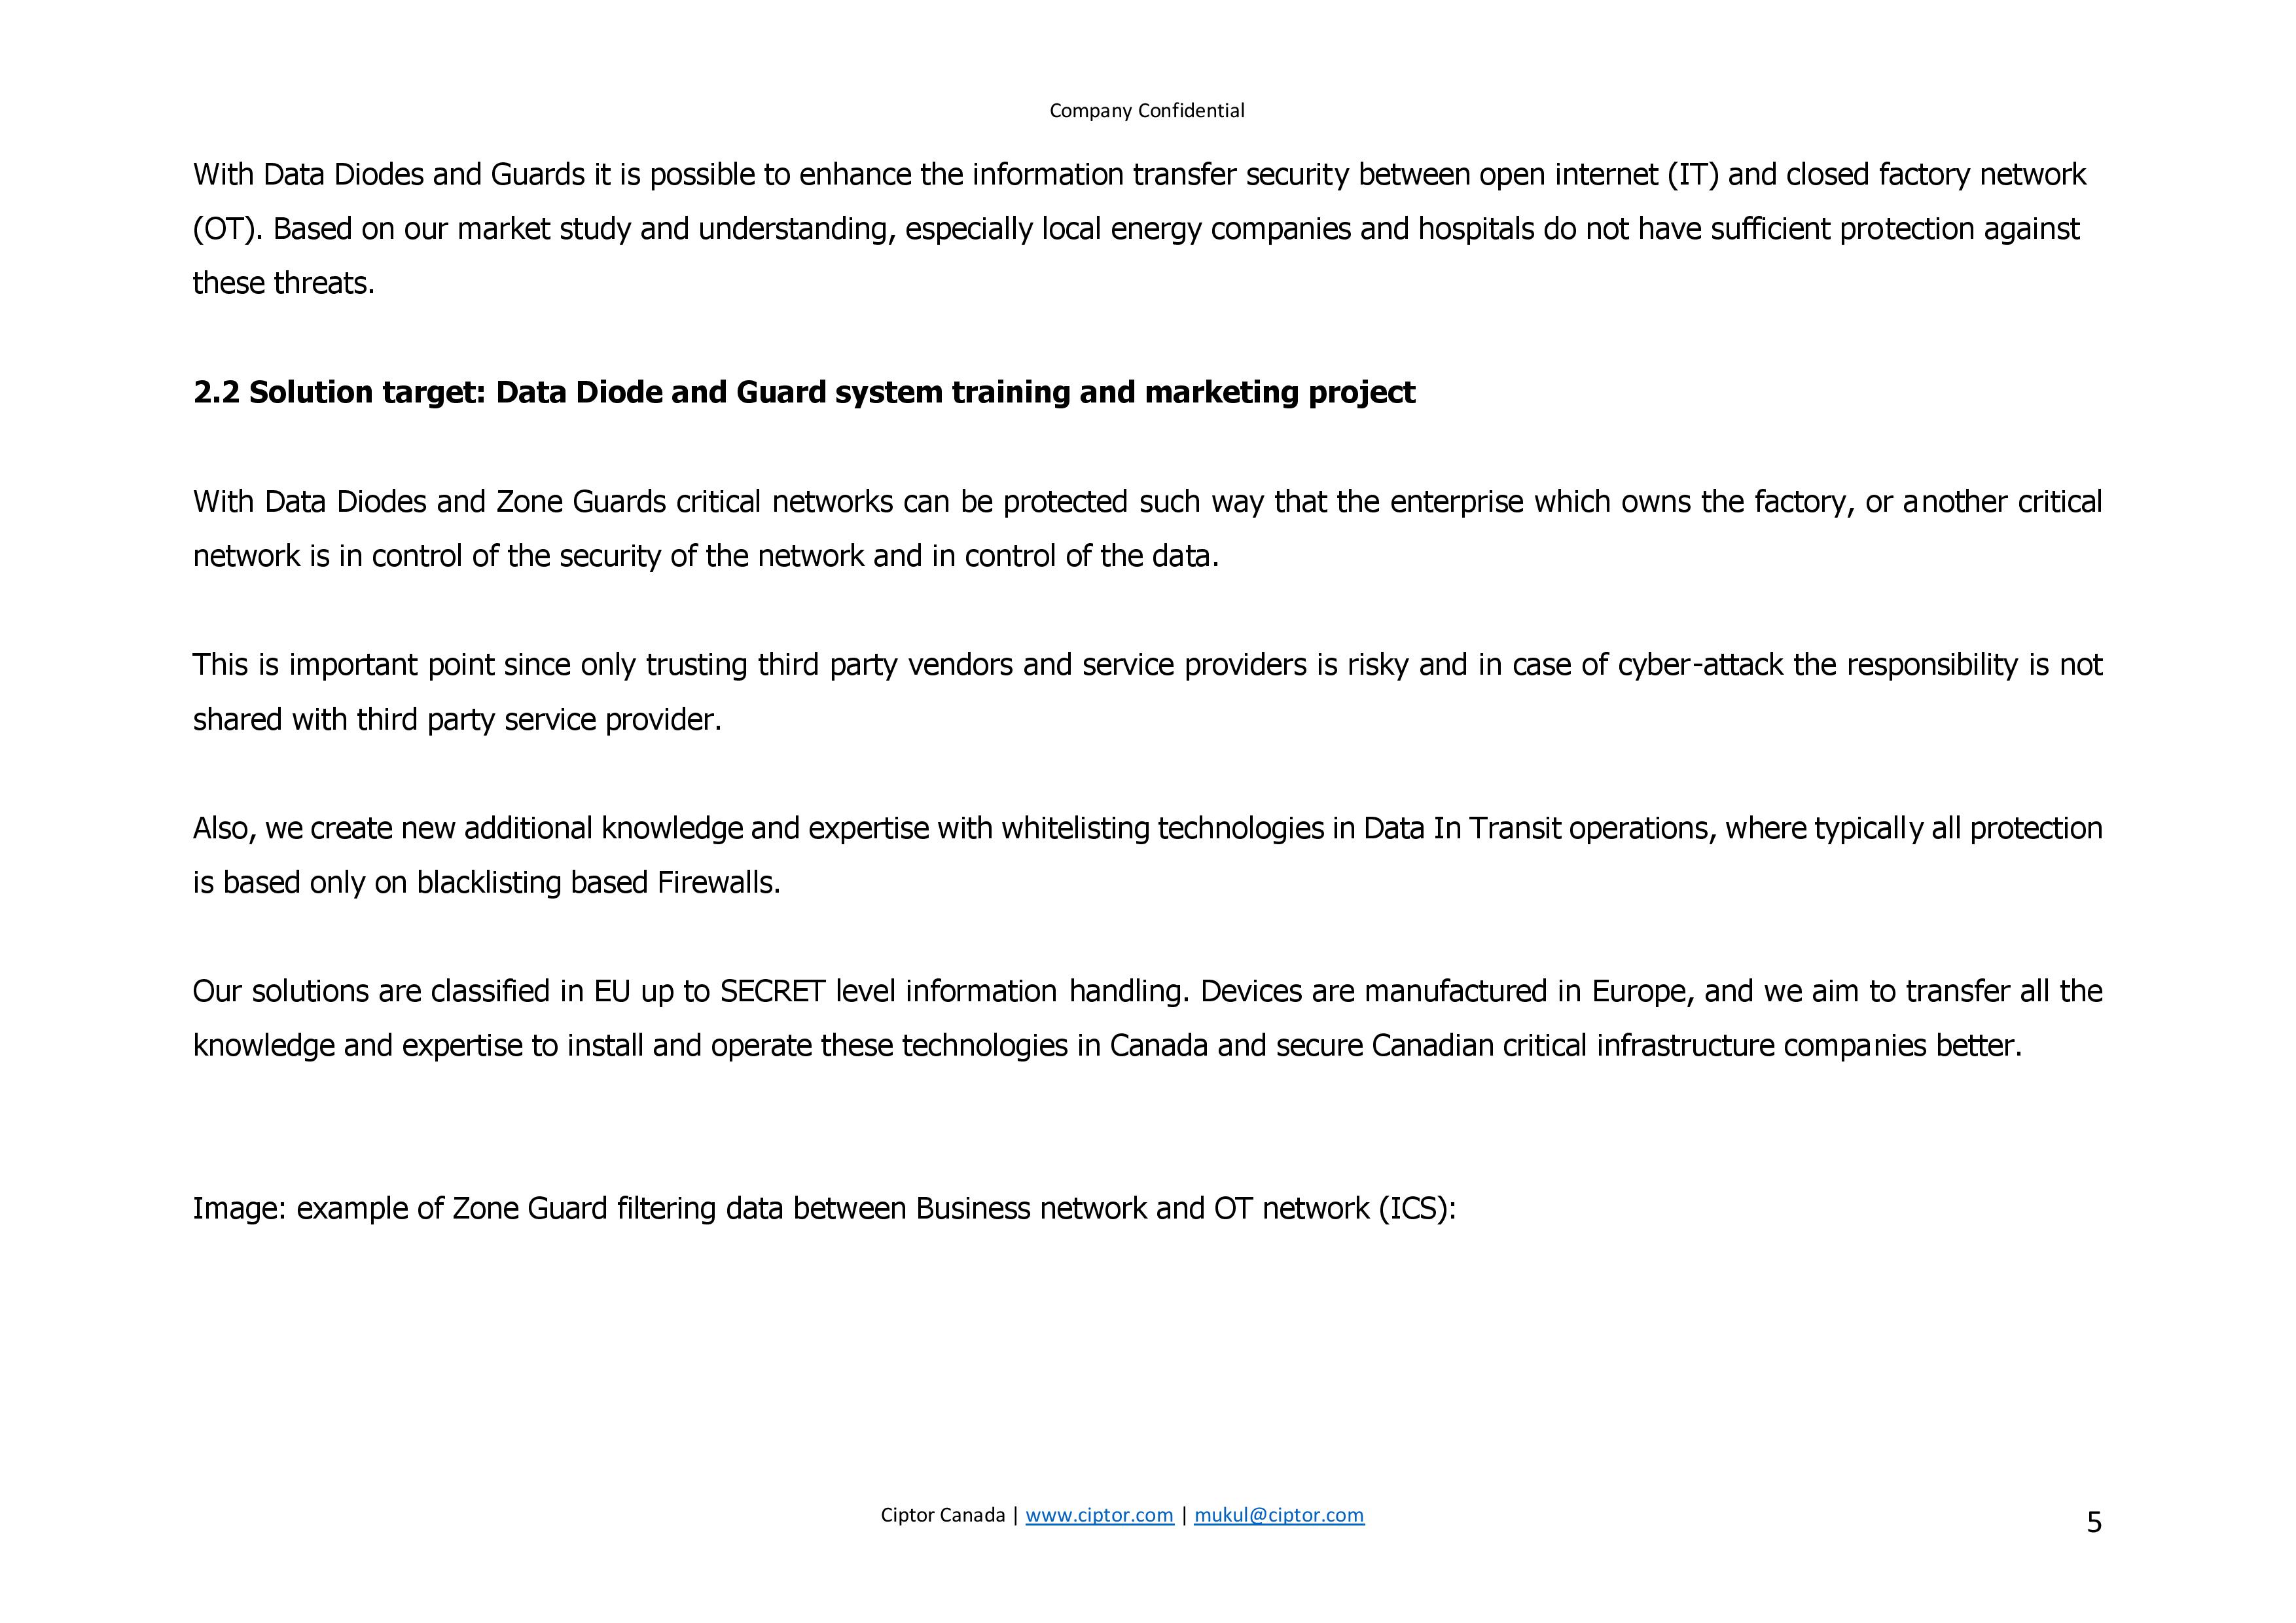 Company Confidential
With Data Diodes and Guards it is possible to enhance the information transfer security between open internet (IT) and closed factory network
(OT). Based on our market study and understanding, especially local energy companies and hospitals do not have sufficient protection against
these threats.
2.2 Solution target: Data Diode and Guard system training and marketing project
With Data Diodes and Zone Guards critical networks can be protected such way that the enterprise which owns the factory, or another critical
network is in control of the security of the network and in control of the data.
This is important point since only trusting third party vendors and service providers is risky and in case of cyber-attack the responsibility is not
shared with third party service provider.
Also, we create new additional knowledge and expertise with whitelisting technologies in Data In Transit operations, where typically all protection
is based only on blacklisting based Firewalls.
Our solutions are classified in EU up to SECRET level information handling. Devices are manufactured in Europe, and we aim to transfer all the
knowledge and expertise to install and operate these technologies in Canada and secure Canadian critical infrastructure companies better.
Image: example of Zone Guard filtering data between Business network and OT network (ICS):
Ciptor Canada | www.ciptor.com | mukul@ciptor.com
5